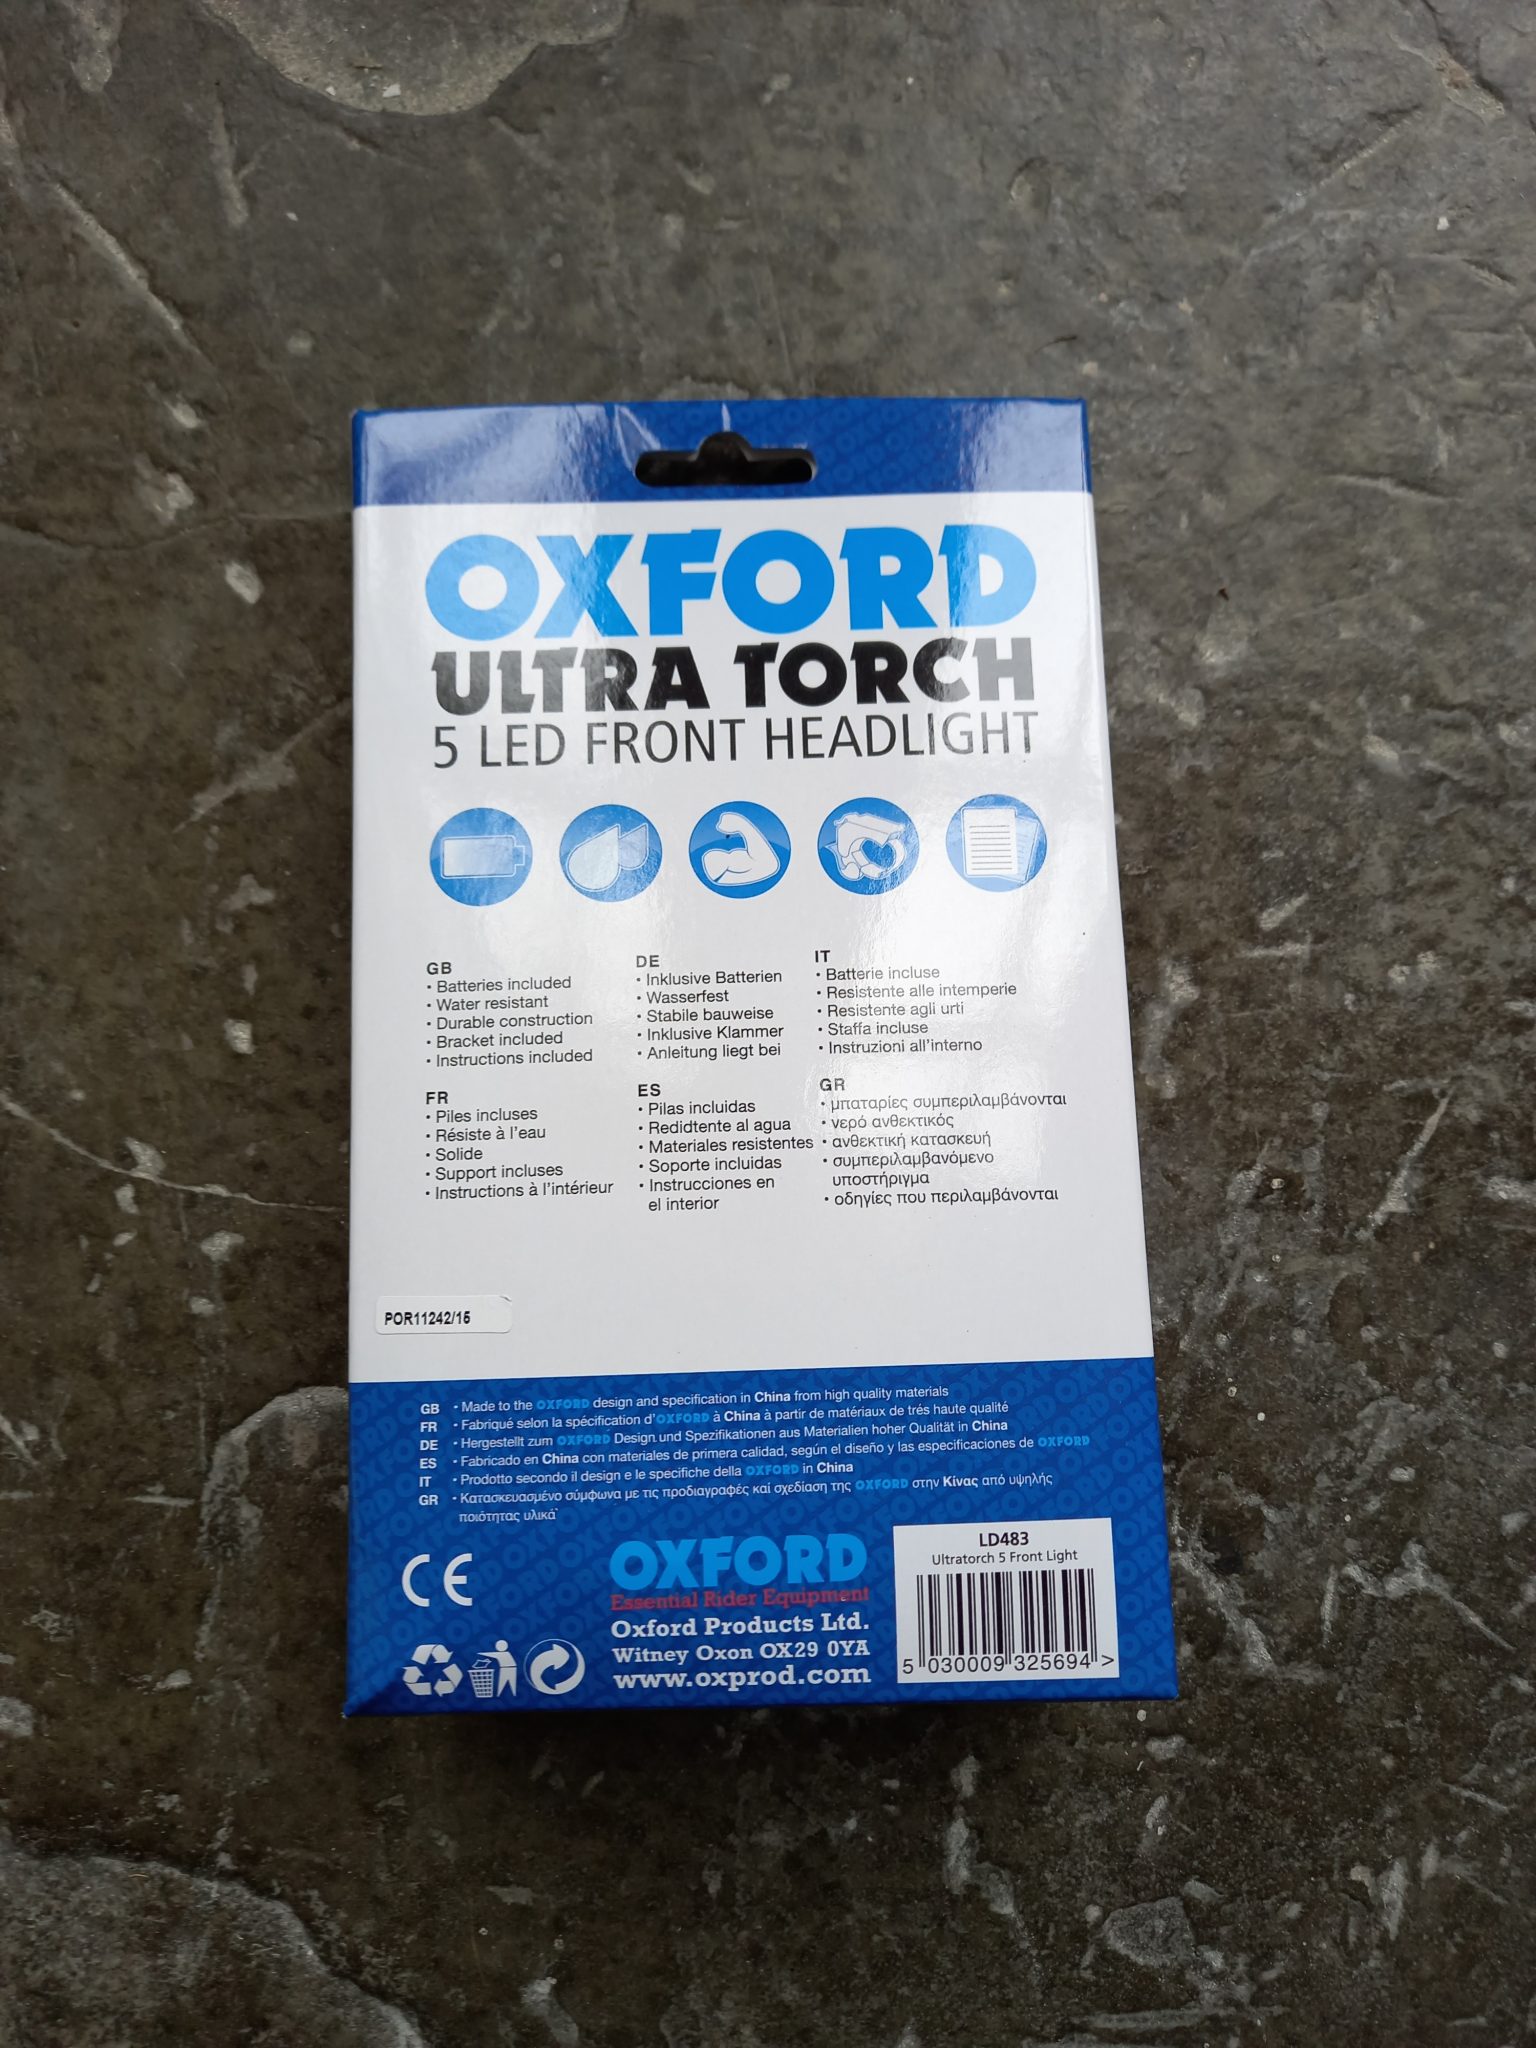 OXFORD
ULTRA TORCH
5 LED FRONT HEADLIGHT
GB
• Batteries included
• Water resistant
• Durable construction
• Bracket included
• Instructions included
DE
• Inklusive Batterien
• Wasserfest
• Stabile bauweise
• Inklusive Klammer
• Anleitung liegt bei
IT
• Batterie incluse
• Resistente alle intemperie
• Resistente agli urti
• Staffa incluse
• Instruzioni all'interno
FR
• Piles incluses
• Résiste à l'eau
• Solide
• Support incluses
• Instructions à l'intérieur
ES
• Pilas incluidas
• Redidtente al agua
• Materiales resistentes
• Soporte incluidas
• Instrucciones en
el interior
GR
• μπαταρίες συμπεριλαμβάνονται
• νερό ανθεκτικός
• ανθεκτική κατασκευή
• συμπεριλαμβανόμενο
υποστήριγμα
• οδηγίες που περιλαμβάνονται
POR11242/15
GB • Made to the OXFORD design and specification in China from high quality materials
FR • Fabriqué selon la spécification d'OXFORD à China à partir de matériaux de trés haute qualité
DE • Hergestellt zum OXFORD Design und Spezifikationen aus Materialien hoher Qualität in China
ES • Fabricado en China con materiales de primera calidad, según el diseño y las especificaciones de OXFORD
IT • Prodotto secondo il design e le specifiche della OXFORD in China
GR • Κατασκευασμένο σύμφωνα με τις προδιαγραφές καί σχεδίαση της OXFORD στην Κίνας από υψηλής
ποιότητας υλικά
CE
OXFORD
Essential Rider Equipment
Oxford Products Ltd.
Witney Oxon OX29 0YA
www.oxprod.com
LD483
Ultratorch 5 Front Light
5 030009 325694 >